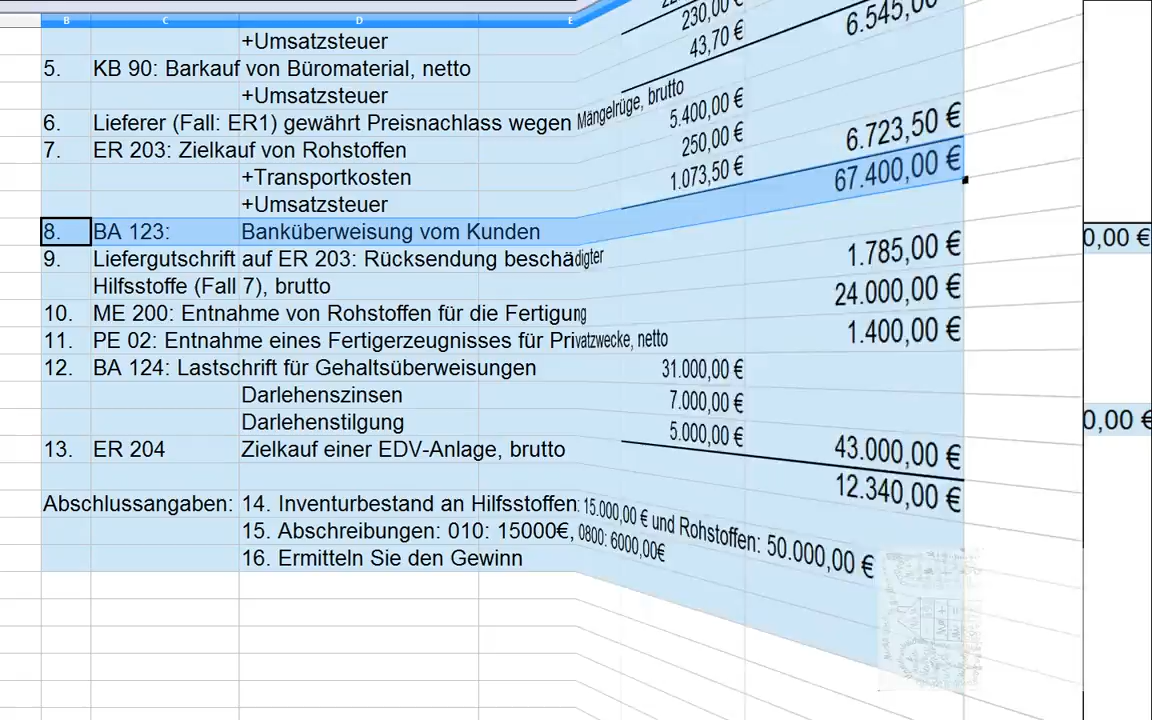 B C D E
+Umsatzsteuer
230,00 €
43,70 € 6.545,00
5. KB 90: Barkauf von Büromaterial, netto
+Umsatzsteuer
6. Lieferer (Fall: ER1) gewährt Preisnachlass wegen Mängelrüge, brutto
7. ER 203: Zielkauf von Rohstoffen 5.400,00 €
+Transportkosten 250,00 €
+Umsatzsteuer 1.073,50 € 6.723,50 €
8. BA 123: Banküberweisung vom Kunden 67.400,00 €
9. Liefergutschrift auf ER 203: Rücksendung beschädigter
Hilfsstoffe (Fall 7), brutto 1.785,00 €
10. ME 200: Entnahme von Rohstoffen für die Fertigung 24.000,00 €
11. PE 02: Entnahme eines Fertigerzeugnisses für Privatzwecke, netto 1.400,00 €
12. BA 124: Lastschrift für Gehaltsüberweisungen 31.000,00 €
Darlehenszinsen 7.000,00 €
Darlehenstilgung 5.000,00 € 43.000,00 €
13. ER 204 Zielkauf einer EDV-Anlage, brutto 12.340,00 €
Abschlussangaben: 14. Inventurbestand an Hilfsstoffen: 15.000,00 € und Rohstoffen: 50.000,00 €
15. Abschreibungen: 010: 15000€, 0800: 6000,00€
16. Ermitteln Sie den Gewinn
0,00 €
0,00 €